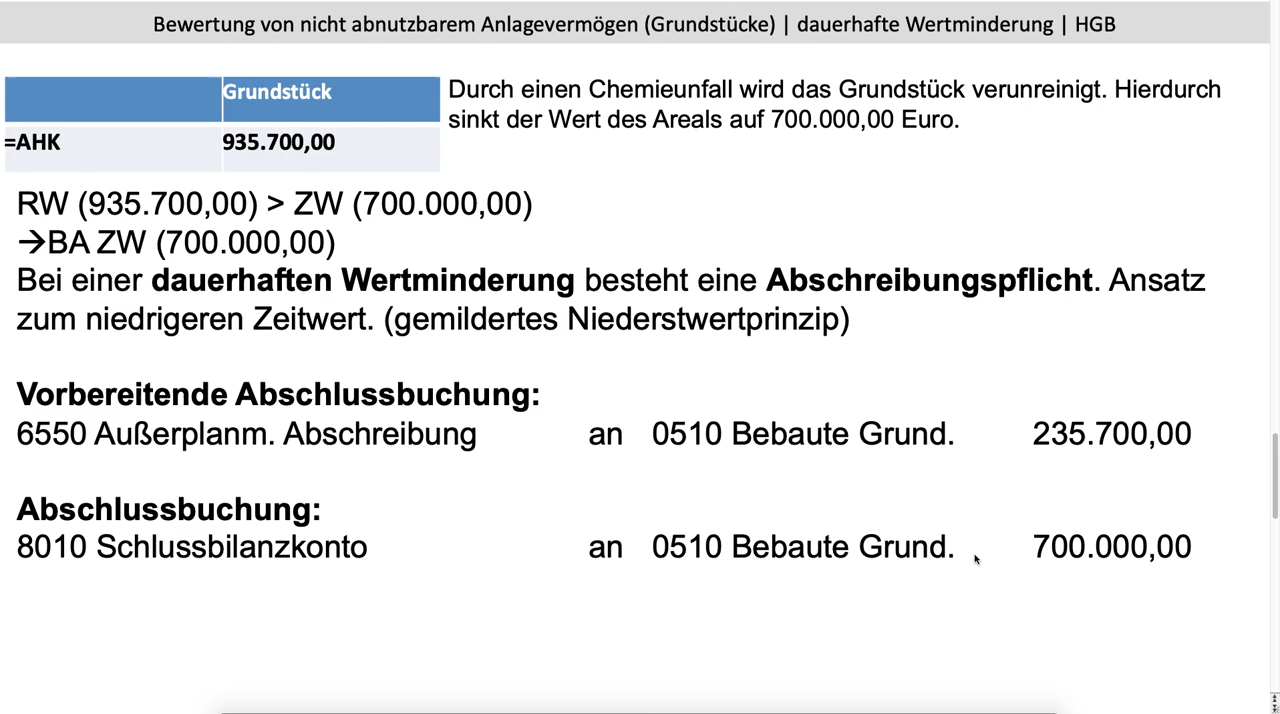 Bewertung von nicht abnutzbarem Anlagevermögen (Grundstücke) | dauerhafte Wertminderung | HGB
Grundstück
=AHK 935.700,00
Durch einen Chemieunfall wird das Grundstück verunreinigt. Hierdurch
sinkt der Wert des Areals auf 700.000,00 Euro.
RW (935.700,00) > ZW (700.000,00)
→BA ZW (700.000,00)
Bei einer dauerhaften Wertminderung besteht eine Abschreibungspflicht. Ansatz
zum niedrigeren Zeitwert. (gemildertes Niederstwertprinzip)
Vorbereitende Abschlussbuchung:
6550 Außerplanm. Abschreibung an 0510 Bebaute Grund. 235.700,00
Abschlussbuchung:
8010 Schlussbilanzkonto an 0510 Bebaute Grund. 700.000,00